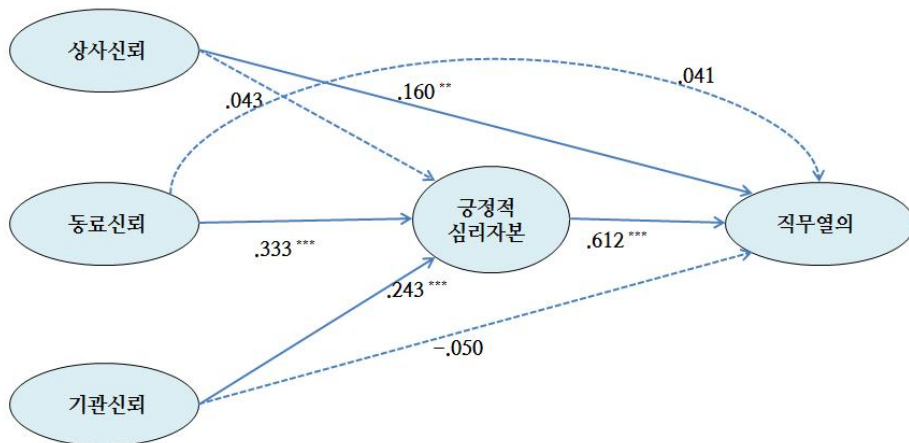 상사신뢰
.043
.160 **
.041
동료신뢰
.333 ***
긍정적
심리자본
.612 ***
직무열의
.243 ***
-.050
기관신뢰